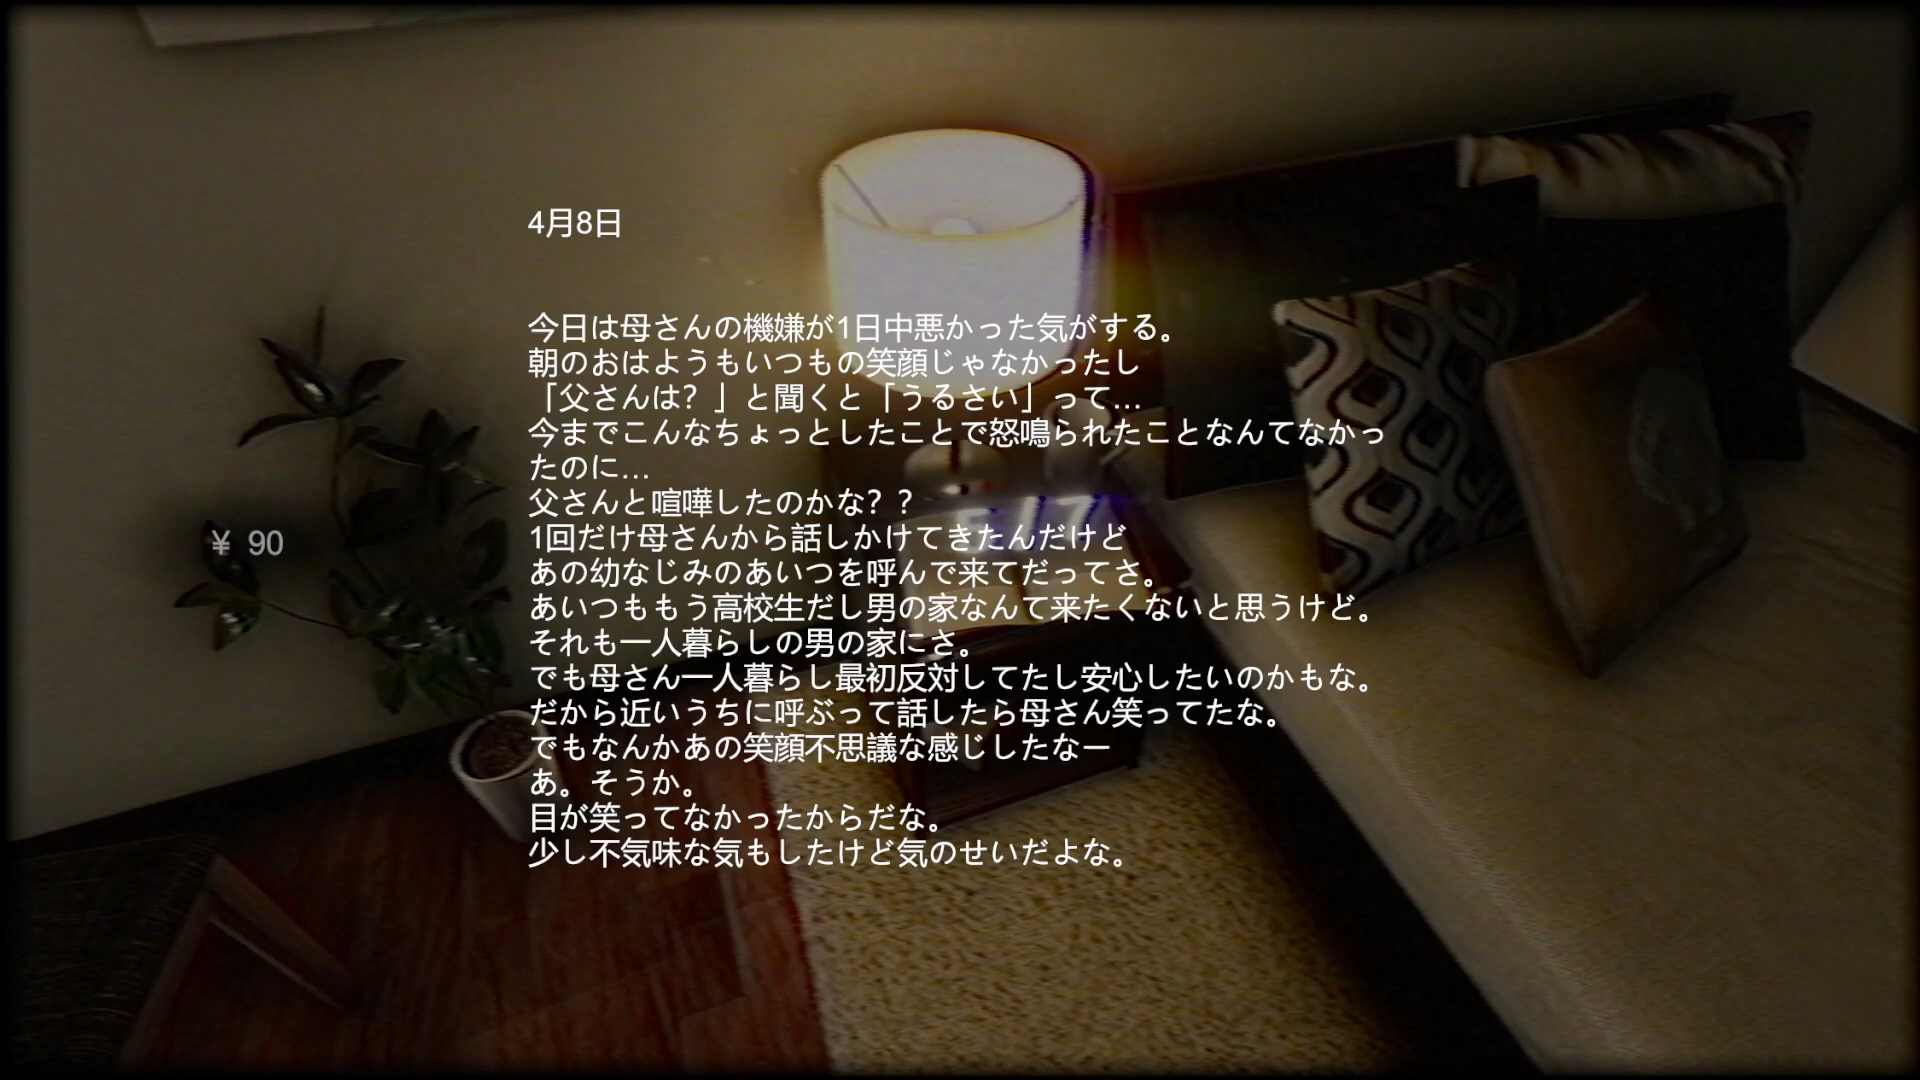 4月8日
今日は母さんの機嫌が1日中悪かった気がする。
朝のおはようもいつもの笑顔じゃなかったし
「父さんは？」と聞くと「うるさい」って…
今までこんなちょっとしたことで怒鳴られたことなんてなかっ
たのに…
父さんと喧嘩したのかな？？
1回だけ母さんから話しかけてきたんだけど
あの幼なじみのあいつを呼んで来てだってさ。
あいつももう高校生だし男の家なんて来たくないと思うけど。
それも一人暮らしの男の家にさ。
でも母さん一人暮らし最初反対してたし安心したいのかもな。
だから近いうちに呼ぶって話したら母さん笑ってたな。
でもなんかあの笑顔不思議な感じしたなー
あ。そうか。
目が笑ってなかったからだな。
少し不気味な気もしたけど気のせいだよな。
¥ 90